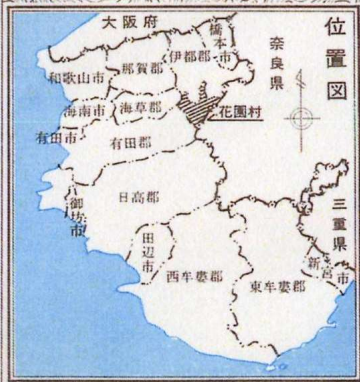 位置図
大阪府
橋本市
伊都郡
奈良県
那賀郡
和歌山市
海南市
海草郡
花園村
有田市
有田郡
日高郡
御坊市
三重県
田辺市
新宮市
西牟婁郡
東牟婁郡